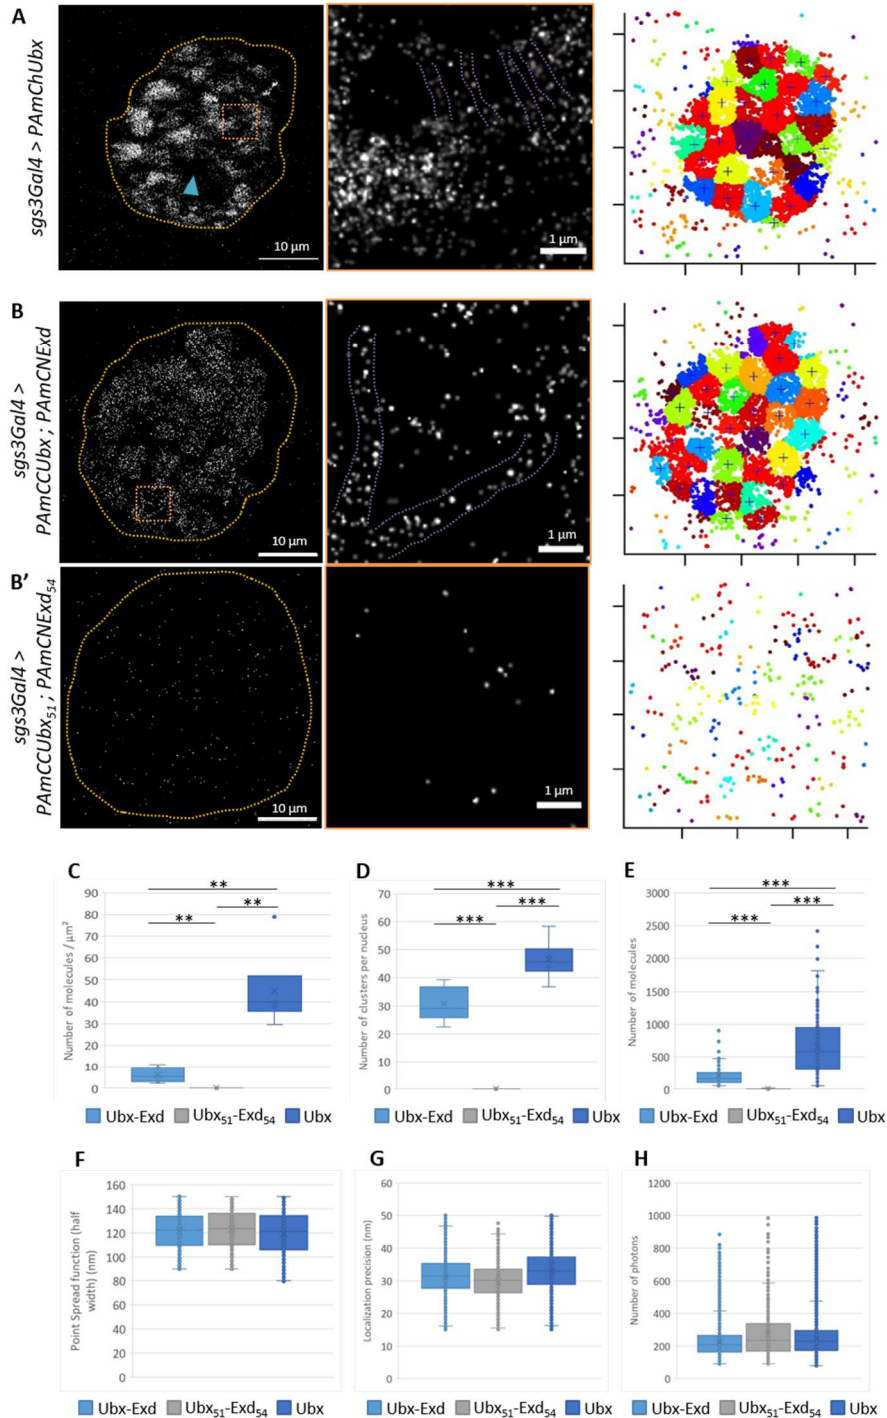 A
sgs3Gal4 > PAmChUbx
10 µm
1 µm
B
sgs3Gal4 >
PAmCCUbx ; PAmCNExd
10 µm
1 µm
B'
sgs3Gal4 >
PAmCCUbx51 ; PAmCNExd54
10 µm
1 µm
C
**
**
**
Number of molecules / µm²
90
80
70
60
50
40
30
20
10
0
Ubx-Exd
Ubx51-Exd54
Ubx
D
***
***
***
Number of clusters per nucleus
70
60
50
40
30
20
10
0
Ubx-Exd
Ubx51-Exd54
Ubx
E
***
***
***
Number of molecules
3000
2500
2000
1500
1000
500
0
Ubx-Exd
Ubx51-Exd54
Ubx
F
Point Spread function (half
width) (nm)
160
140
120
100
80
60
40
20
0
Ubx-Exd
Ubx51-Exd54
Ubx
G
Localization precision (nm)
60
50
40
30
20
10
0
Ubx-Exd
Ubx51-Exd54
Ubx
H
Number of photons
1200
1000
800
600
400
200
0
Ubx-Exd
Ubx51-Exd54
Ubx